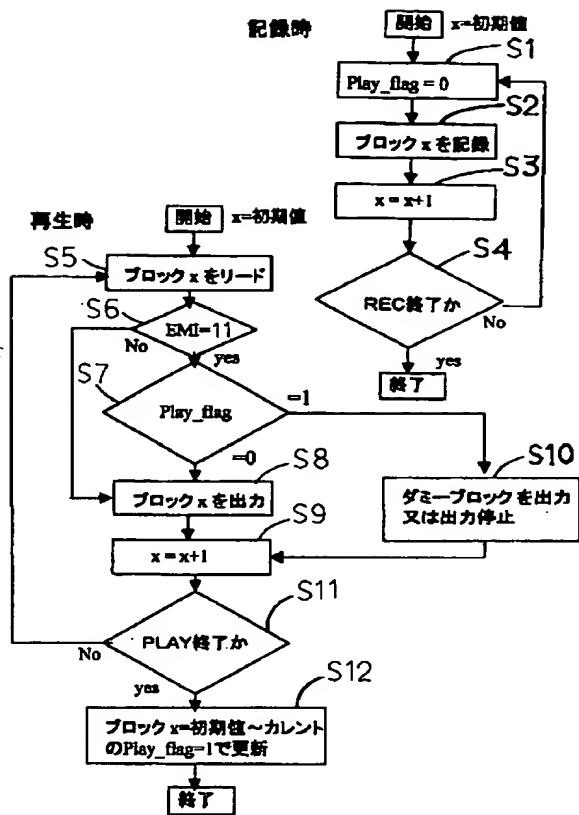 記録時
開始 x=初期値
S1
Play_flag = 0
S2
ブロック x を記録
S3
x = x+1
S4
REC終了か
No
yes
終了
再生時
開始 x=初期値
S5
ブロック x をリード
S6
EMI=11
No
yes
S7
Play_flag
=1
=0
S8
ブロック x を出力
S9
x = x+1
S10
ダミーブロックを出力
又は出力停止
S11
PLAY終了か
No
yes
S12
ブロック x=初期値～カレント
のPlay_flag=1で更新
終了